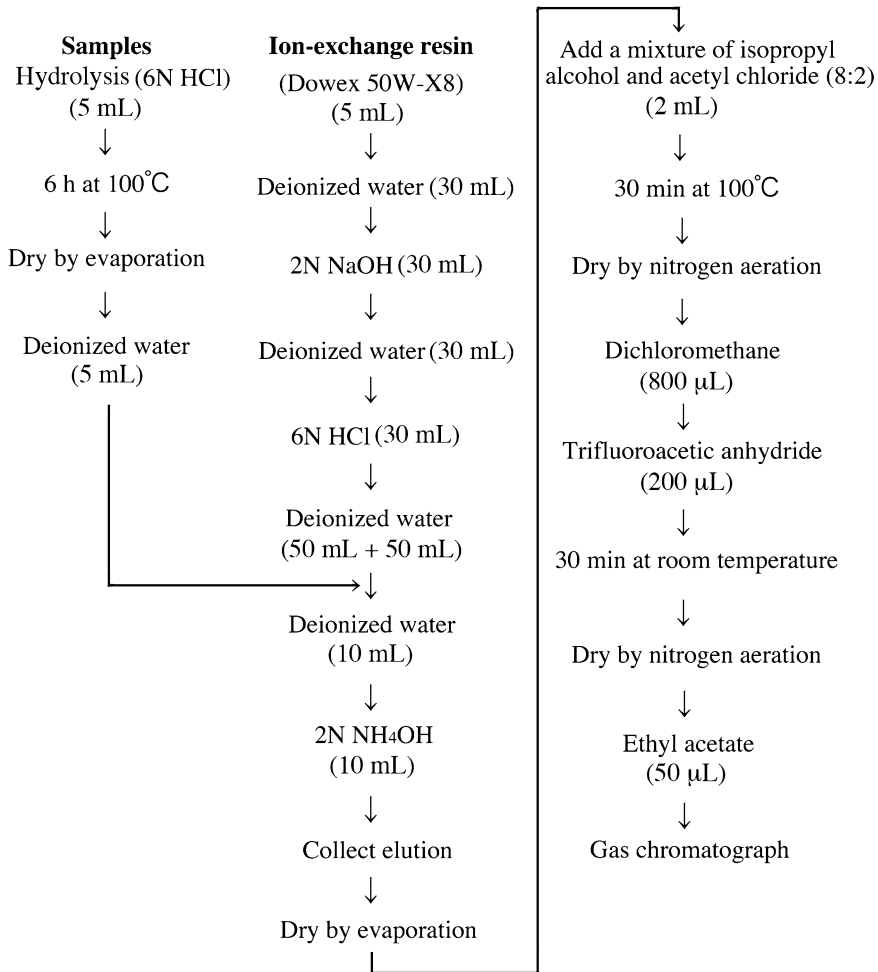 Samples
Hydrolysis (6N HCl)
(5 mL)
6 h at 100℃
Dry by evaporation
Deionized water
(5 mL)
Ion-exchange resin
(Dowex 50W-X8)
(5 mL)
Deionized water (30 mL)
2N NaOH (30 mL)
Deionized water (30 mL)
6N HCl (30 mL)
Deionized water
(50 mL + 50 mL)
Deionized water
(10 mL)
2N NH₄OH
(10 mL)
Collect elution
Dry by evaporation
Add a mixture of isopropyl
alcohol and acetyl chloride (8:2)
(2 mL)
30 min at 100℃
Dry by nitrogen aeration
Dichloromethane
(800 μL)
Trifluoroacetic anhydride
(200 μL)
30 min at room temperature
Dry by nitrogen aeration
Ethyl acetate
(50 μL)
Gas chromatograph